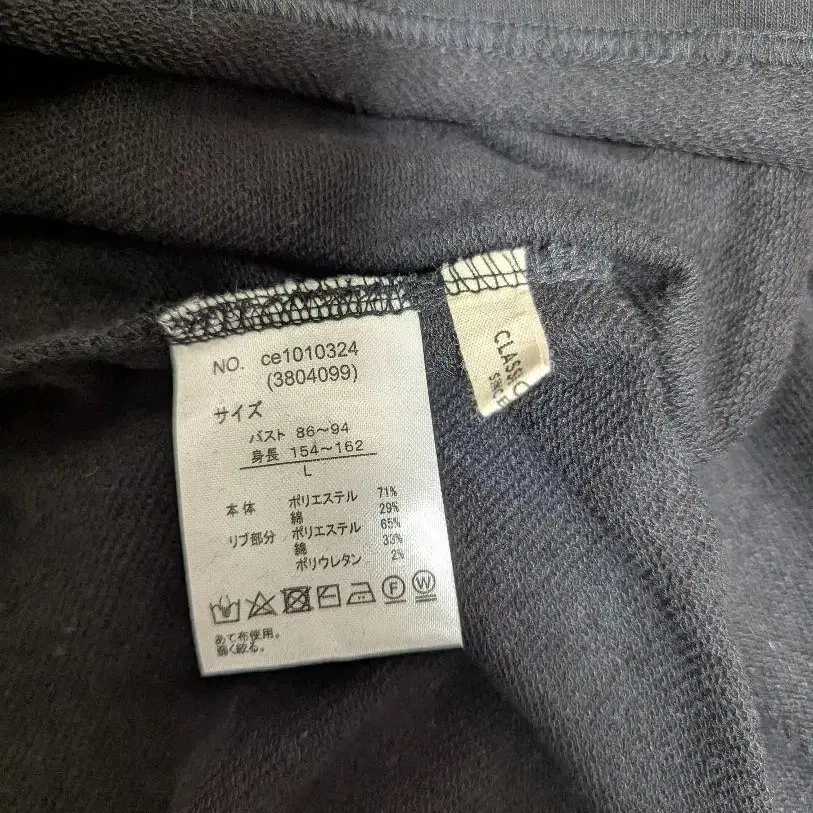 NO. ce1010324
(3804099)
サイズ
バスト 86～94
身長 154～162
L
本体 ポリエステル 71%
綿 29%
リブ部分 ポリエステル 65%
綿 33%
ポリウレタン 2%
F W
あて布使用。
弱く絞る。
CLASSIC
SINCE